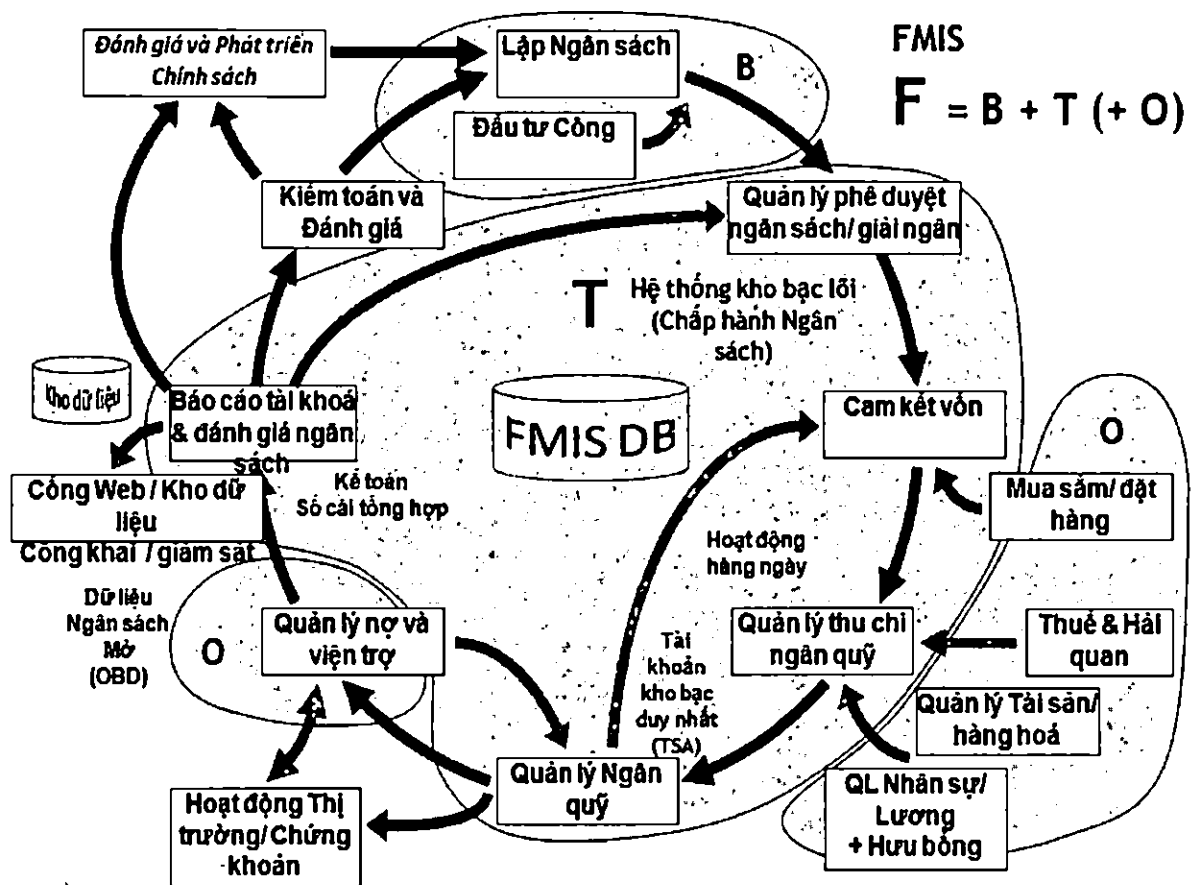 Đánh giá và Phát triển
Chính sách
Lập Ngân sách
B
Đầu tư Công
FMIS
F = B + T (+ O)
Kiểm toán và
Đánh giá
Quản lý phê duyệt
ngân sách/ giải ngân
T
Hệ thống kho bạc lõi
(Chấp hành Ngân
sách)
Kho dữ liệu
Báo cáo tài khoá
& đánh giá ngân
sách
FMIS DB
Cam kết vốn
O
Mua sắm/ đặt
hàng
Cổng Web / Kho dữ
liệu
Công khai / giám sát
Kế toán
Sổ cái tổng hợp
Hoạt động
hàng ngày
Dữ liệu
Ngân sách
Mở
(OBD)
O
Quản lý nợ và
viện trợ
Tài
khoản
kho bạc
duy nhất
(TSA)
Quản lý thu chi
ngân quỹ
Thuế & Hải
quan
Quản lý Tài sản/
hàng hoá
Quản lý Ngân
quỹ
QL Nhân sự/
Lương
+ Hưu bổng
Hoạt động Thị
trường/ Chứng
khoán